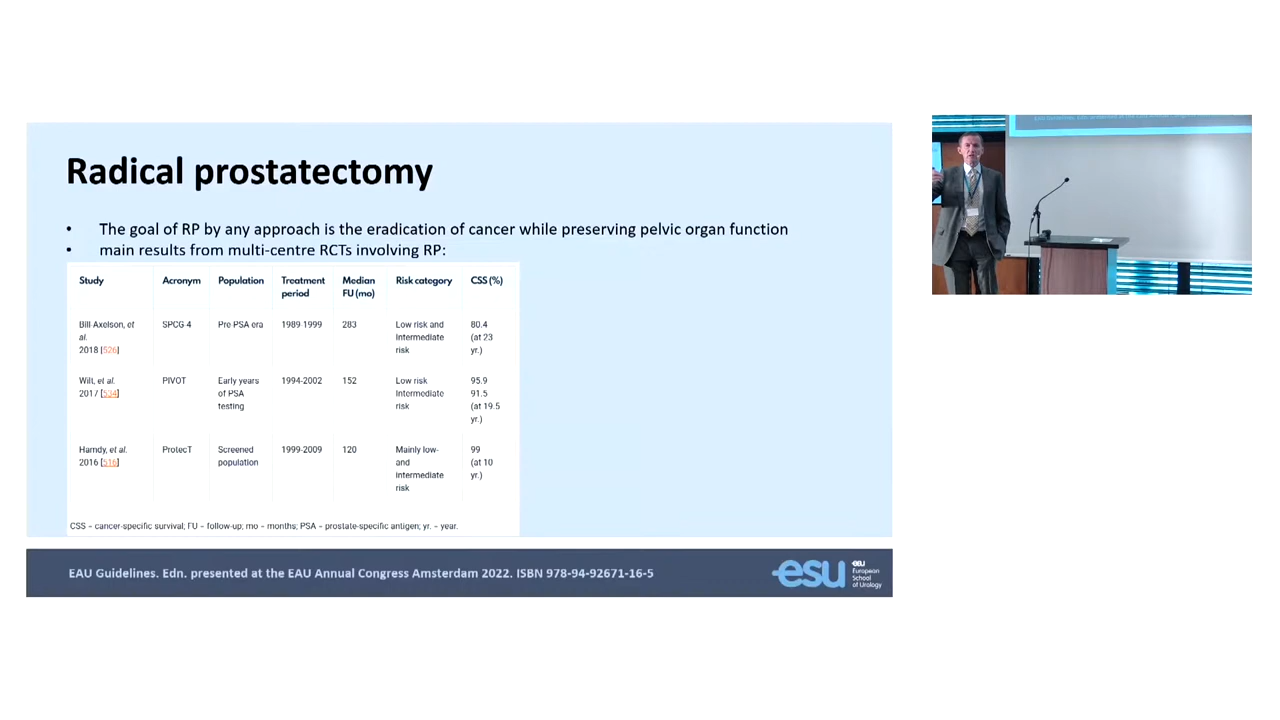 Radical prostatectomy
• The goal of RP by any approach is the eradication of cancer while preserving pelvic organ function
• main results from multi-centre RCTs involving RP:
Study Acronym Population Treatment period Median FU (mo) Risk category CSS (%)
Bill Axelson, et al. 2018 [526] SPCG 4 Pre PSA era 1989 1999 283 Low risk and Intermediate risk 80.4 (at 23 yr.)
Wilt, et al. 2017 [534] PIVOT Early years of PSA testing 1994-2002 152 Low risk Intermediate risk 95.9 91.5 (at 19.5 yr.)
Hamdy, et al. 2016 [516] ProtecT Screened population 1999-2009 120 Mainly low- and intermediate risk 99 (at 10 yr.)
CSS = cancer-specific survival; FU = follow-up; mo = months; PSA = prostate-specific antigen; yr. = year.
EAU Guidelines. Edn. presented at the EAU Annual Congress Amsterdam 2022. ISBN 978-94-92671-16-5
esu
eau
European
School
of Urology